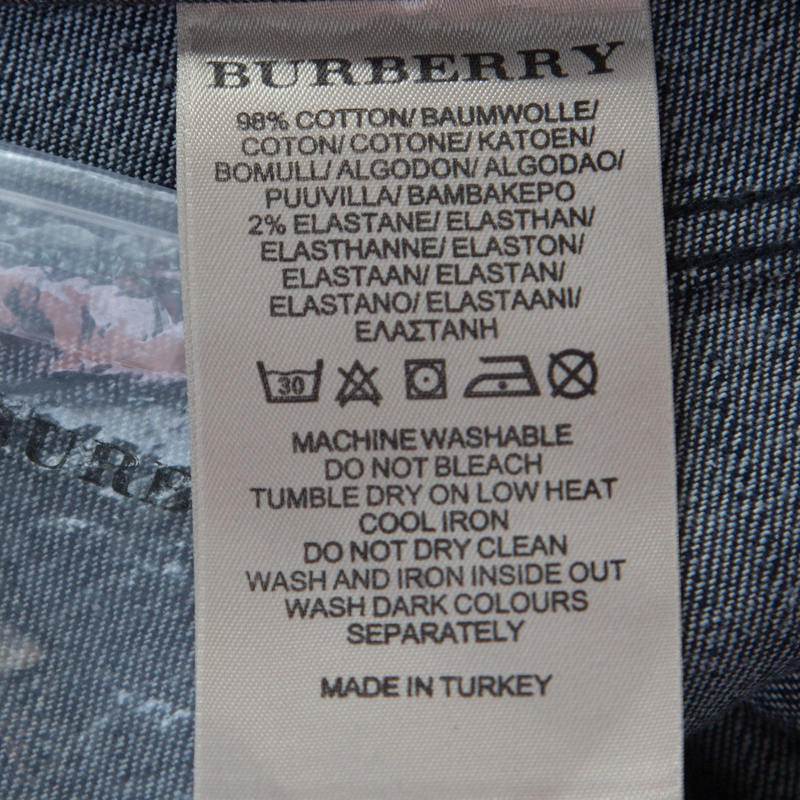 BURBERRY
98% COTTON/ BAUMWOLLE/
COTON/ COTONE/ KATOEN/
BOMULL/ ALGODON/ ALGODAO/
PUUVILLA/ BAMBAKEPO
2% ELASTANE/ ELASTHAN/
ELASTHANNE/ ELASTON/
ELASTAAN/ ELASTAN/
ELASTANO/ ELASTAANI/
ΕΛΑΣΤΑΝΗ
30
MACHINE WASHABLE
DO NOT BLEACH
TUMBLE DRY ON LOW HEAT
COOL IRON
DO NOT DRY CLEAN
WASH AND IRON INSIDE OUT
WASH DARK COLOURS
SEPARATELY
MADE IN TURKEY